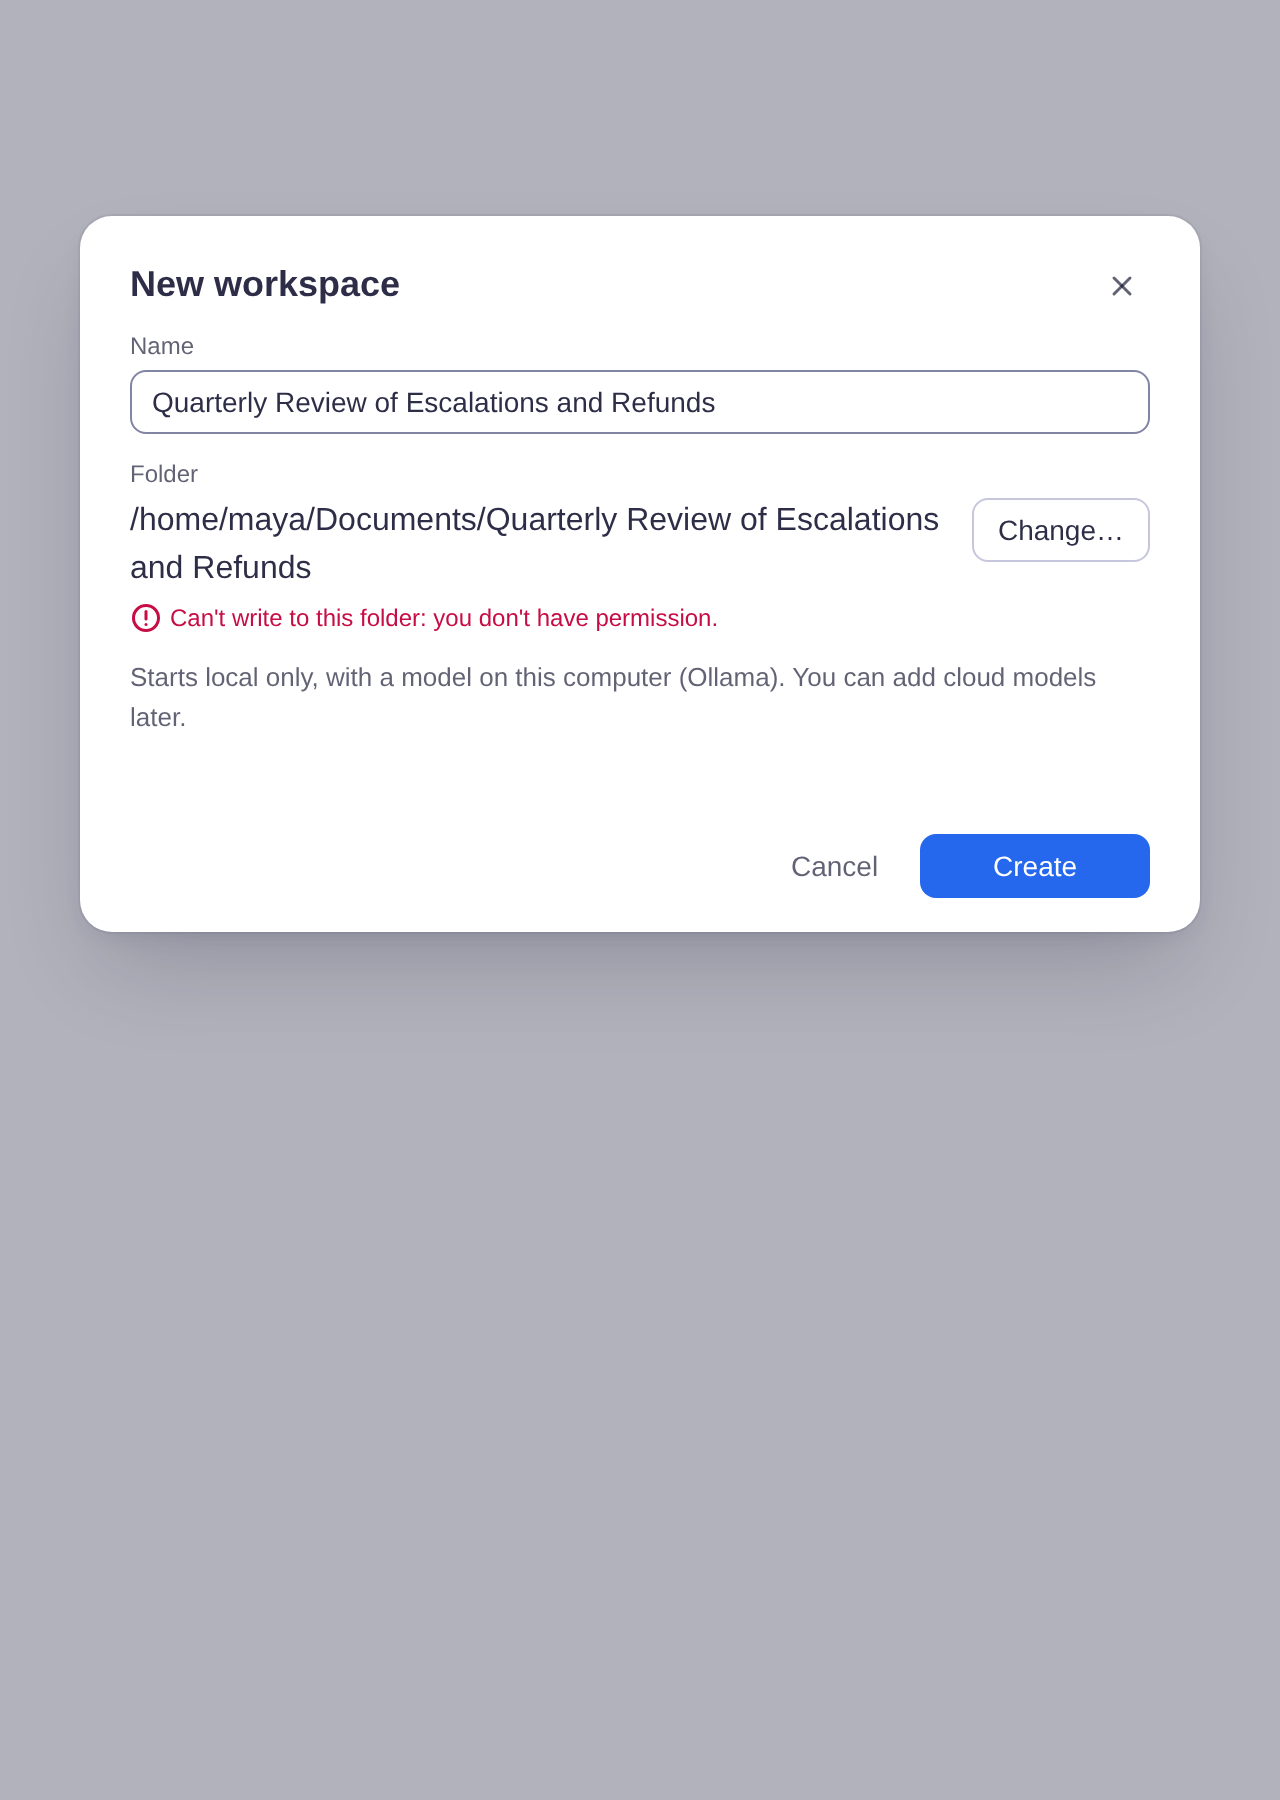 New workspace
Name
Quarterly Review of Escalations and Refunds
Folder
/home/maya/Documents/Quarterly Review of Escalations
and Refunds
Change…
Can't write to this folder: you don't have permission.
Starts local only, with a model on this computer (Ollama). You can add cloud models
later.
Cancel
Create